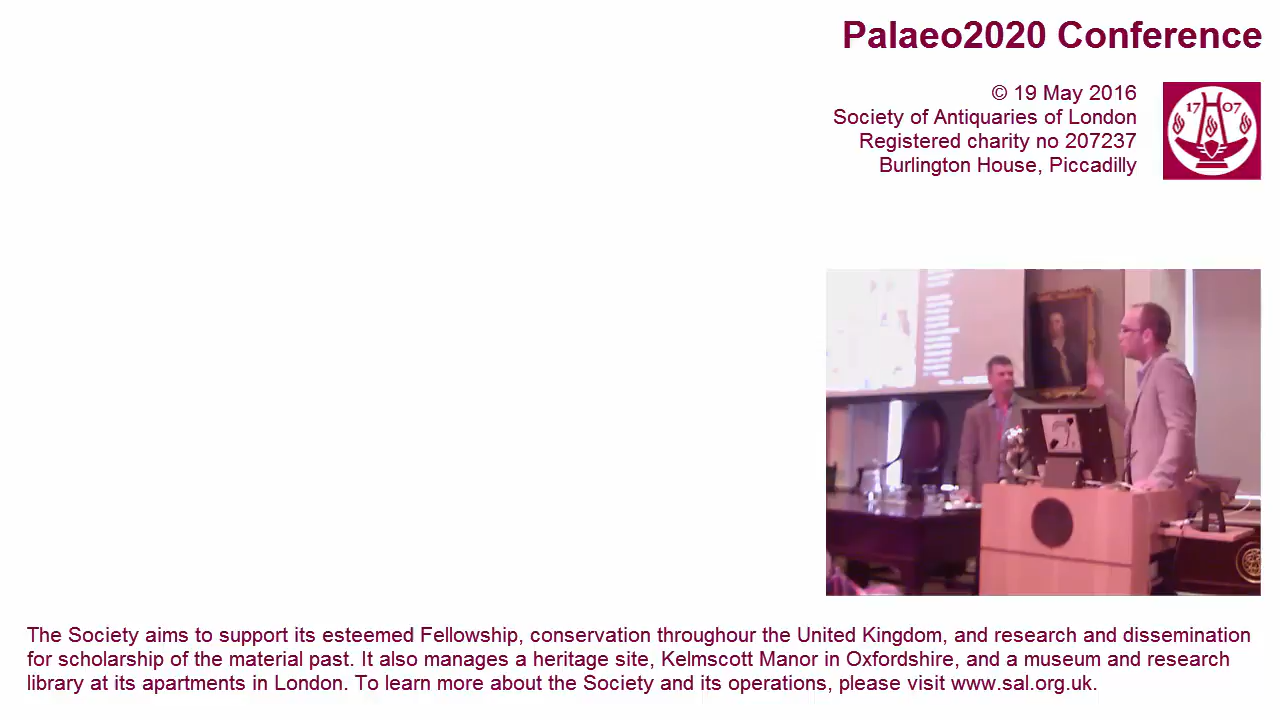 Palaeo2020 Conference
© 19 May 2016
Society of Antiquaries of London
Registered charity no 207237
Burlington House, Piccadilly
17 07
The Society aims to support its esteemed Fellowship, conservation throughour the United Kingdom, and research and dissemination
for scholarship of the material past. It also manages a heritage site, Kelmscott Manor in Oxfordshire, and a museum and research
library at its apartments in London. To learn more about the Society and its operations, please visit www.sal.org.uk.